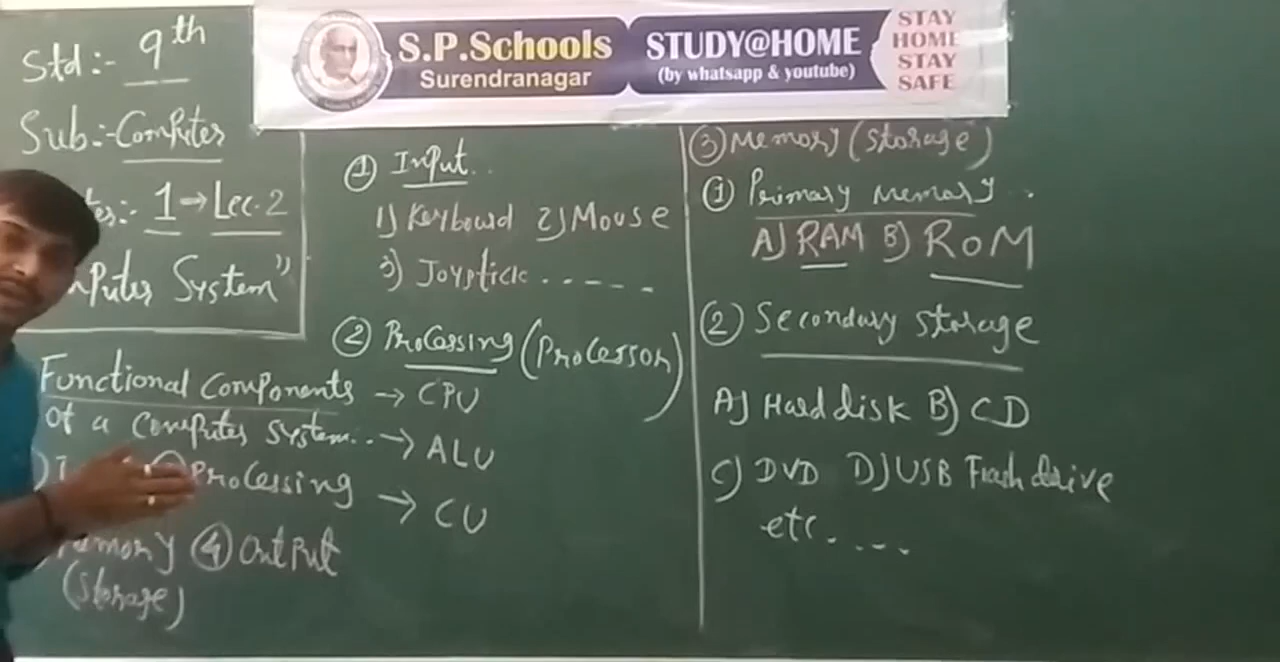 S.P.Schools
Surendranagar
STUDY@HOME
(by whatsapp & youtube)
STAY
HOME
STAY
SAFE
Std:- 9th
Sub:- Computer
1 → Lec-2
System"
Functional Components
of a Computer System..
② Processing
④ Output
(storage)
① Input..
1) Keyboard 2) Mouse
3) Joystick.....
② Processing (Processor)
→ CPU
→ ALU
→ CU
③ Memory (storage)
① Primary Memory.
A) RAM B) ROM
② Secondary storage
A) Hard disk B) CD
C) DVD D) USB Flash drive
etc....